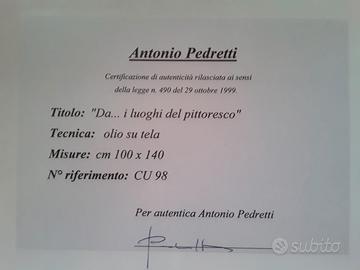 Antonio Pedretti
Certificazione di autenticità rilasciata ai sensi
della legge n. 490 del 29 ottobre 1999.
Titolo: "Da... i luoghi del pittoresco"
Tecnica: olio su tela
Misure: cm 100 x 140
N° riferimento: CU 98
Per autentica Antonio Pedretti
subito